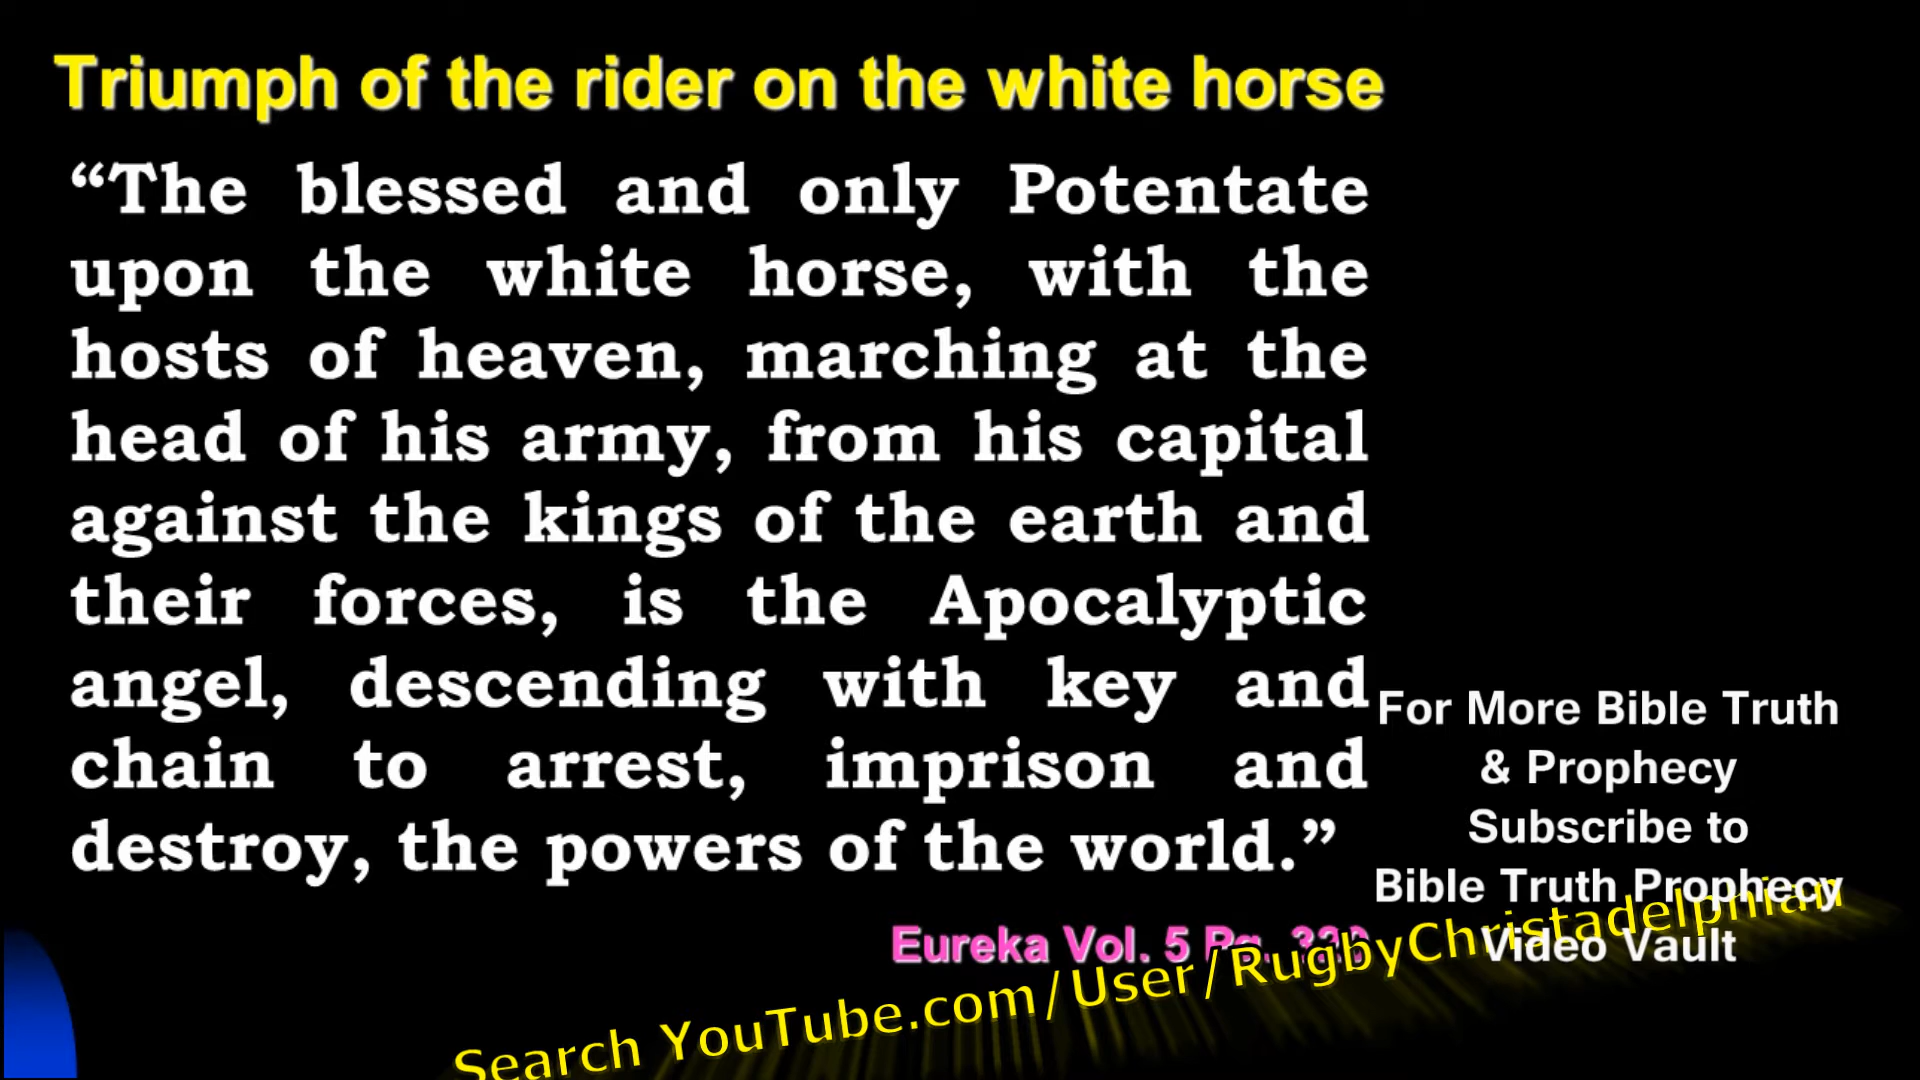 Triumph of the rider on the white horse
“The blessed and only Potentate
upon the white horse, with the
hosts of heaven, marching at the
head of his army, from his capital
against the kings of the earth and
their forces, is the Apocalyptic
angel, descending with key and
chain to arrest, imprison and
destroy, the powers of the world.”
Eureka Vol. 5 Pg.
For More Bible Truth
& Prophecy
Subscribe to
Bible Truth Prophecy
Video Vault
Search YouTube.com/User/RugbyChristadelphian